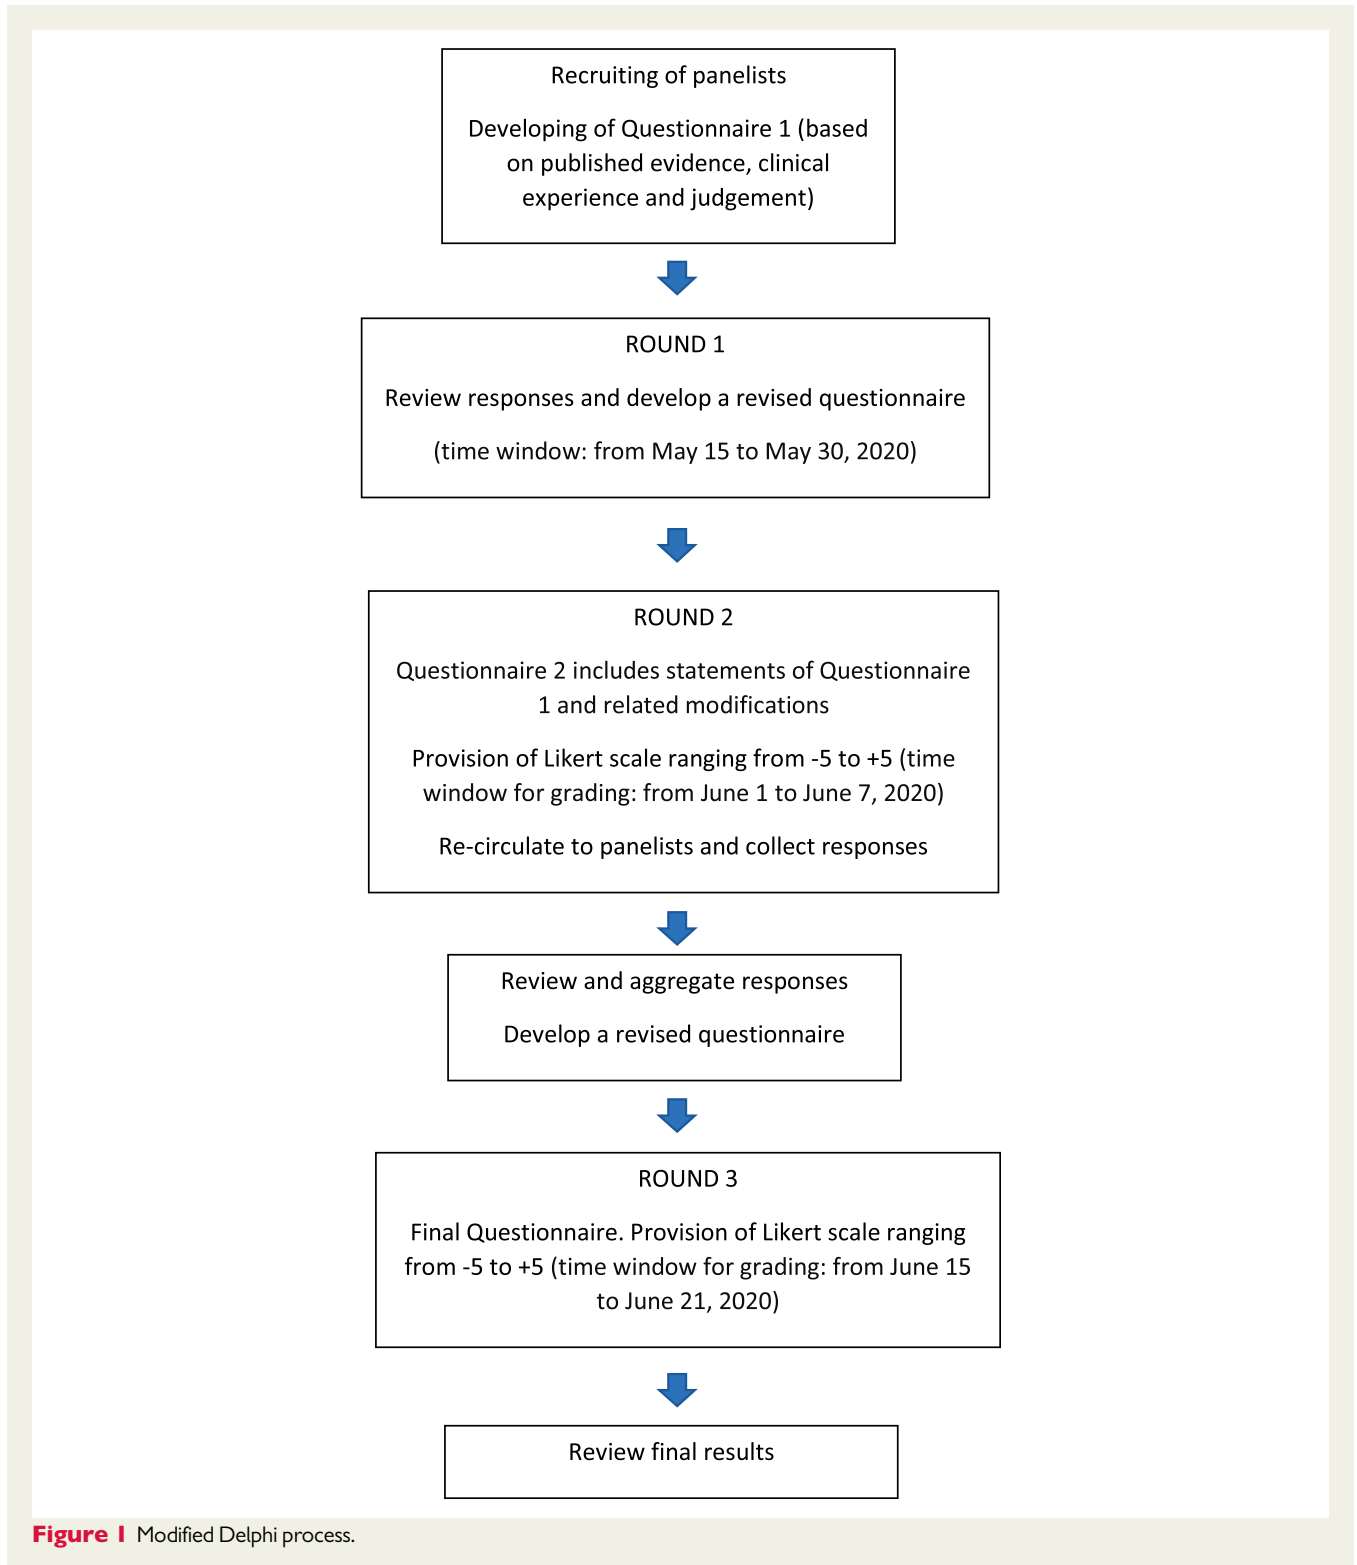 Recruiting of panelists
Developing of Questionnaire 1 (based
on published evidence, clinical
experience and judgement)
ROUND 1
Review responses and develop a revised questionnaire
(time window: from May 15 to May 30, 2020)
ROUND 2
Questionnaire 2 includes statements of Questionnaire
1 and related modifications
Provision of Likert scale ranging from -5 to +5 (time
window for grading: from June 1 to June 7, 2020)
Re-circulate to panelists and collect responses
Review and aggregate responses
Develop a revised questionnaire
ROUND 3
Final Questionnaire. Provision of Likert scale ranging
from -5 to +5 (time window for grading: from June 15
to June 21, 2020)
Review final results
Figure 1 Modified Delphi process.